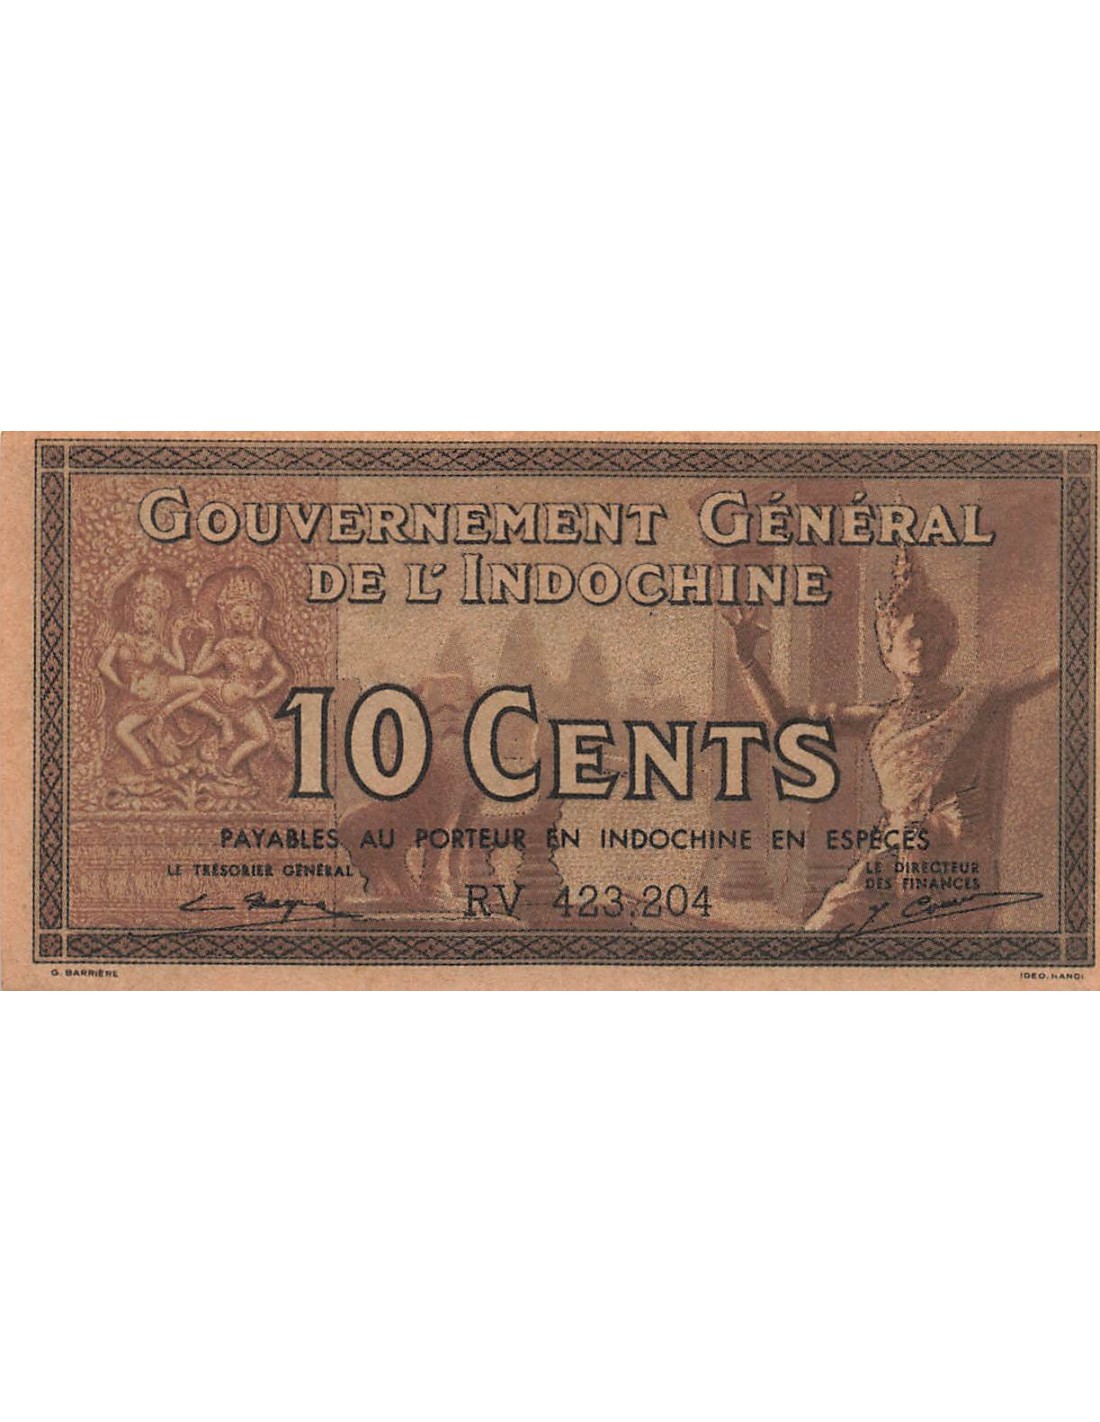 GOUVERNEMENT GÉNÉRAL
DE L'INDOCHINE
10 CENTS
PAYABLES AU PORTEUR EN INDOCHINE EN ESPÈCES
LE TRÉSORIER GÉNÉRAL
LE DIRECTEUR
DES FINANCES
RV 423.204
G. BARRIÈRE
IDEO. HANOI